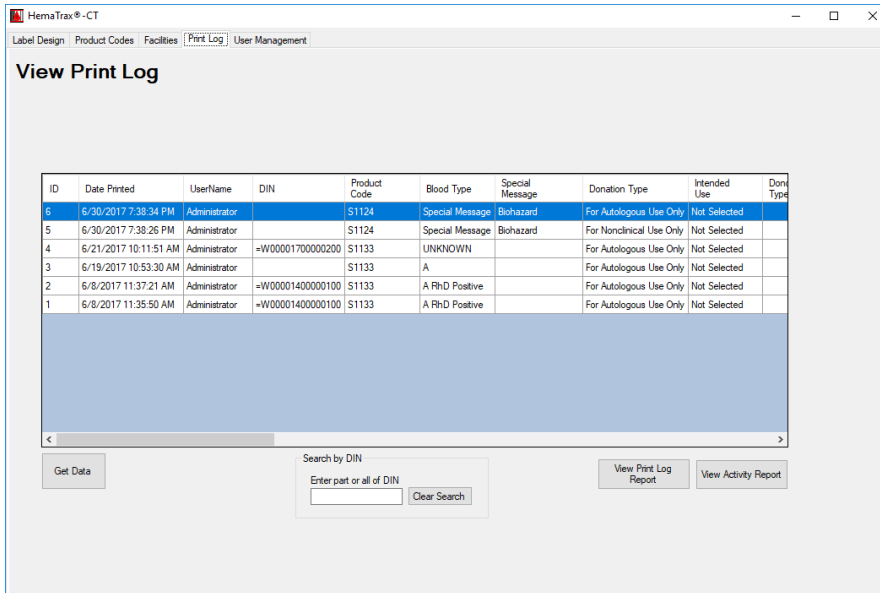 HemaTrax®-CT
Label Design Product Codes Facilities Print Log User Management
View Print Log
ID Date Printed UserName DIN Product Code Blood Type Special Message Donation Type Intended Use Type
6 6/30/2017 7:38:34 PM Administrator S1124 Special Message Biohazard For Autologous Use Only Not Selected
5 6/30/2017 7:38:26 PM Administrator S1124 Special Message Biohazard For Nonclinical Use Only Not Selected
4 6/21/2017 10:11:51 AM Administrator =W00001700000200 S1133 UNKNOWN For Autologous Use Only Not Selected
3 6/19/2017 10:53:30 AM Administrator S1133 A For Autologous Use Only Not Selected
2 6/8/2017 11:37:21 AM Administrator =W00001400000100 S1133 A RhD Positive For Autologous Use Only Not Selected
1 6/8/2017 11:35:50 AM Administrator =W00001400000100 S1133 A RhD Positive For Autologous Use Only Not Selected
Get Data
Search by DIN
Enter part or all of DIN
Clear Search
View Print Log
Report
View Activity Report